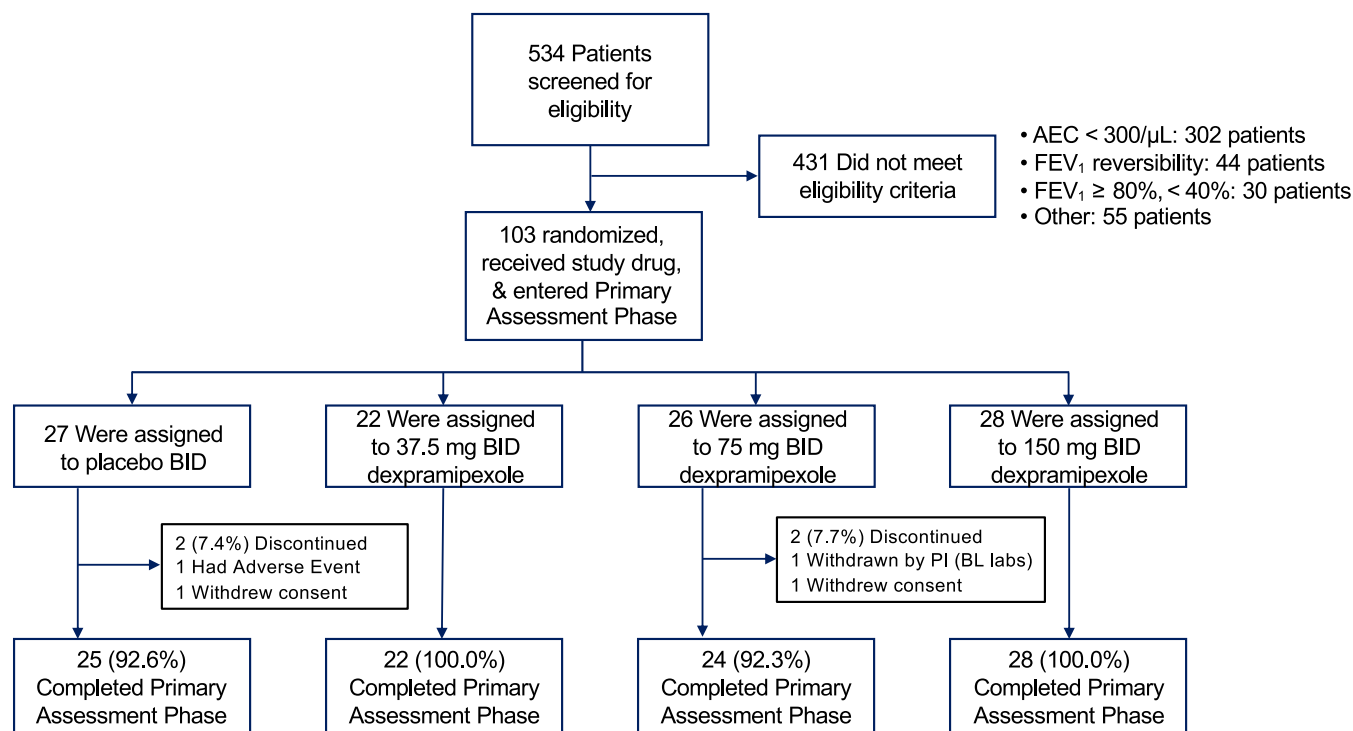 534 Patients
screened for
eligibility
431 Did not meet
eligibility criteria
• AEC < 300/µL: 302 patients
• FEV₁ reversibility: 44 patients
• FEV₁ ≥ 80%, < 40%: 30 patients
• Other: 55 patients
103 randomized,
received study drug,
& entered Primary
Assessment Phase
27 Were assigned
to placebo BID
22 Were assigned
to 37.5 mg BID
dexpramipexole
26 Were assigned
to 75 mg BID
dexpramipexole
28 Were assigned
to 150 mg BID
dexpramipexole
2 (7.4%) Discontinued
1 Had Adverse Event
1 Withdrew consent
2 (7.7%) Discontinued
1 Withdrawn by PI (BL labs)
1 Withdrew consent
25 (92.6%)
Completed Primary
Assessment Phase
22 (100.0%)
Completed Primary
Assessment Phase
24 (92.3%)
Completed Primary
Assessment Phase
28 (100.0%)
Completed Primary
Assessment Phase